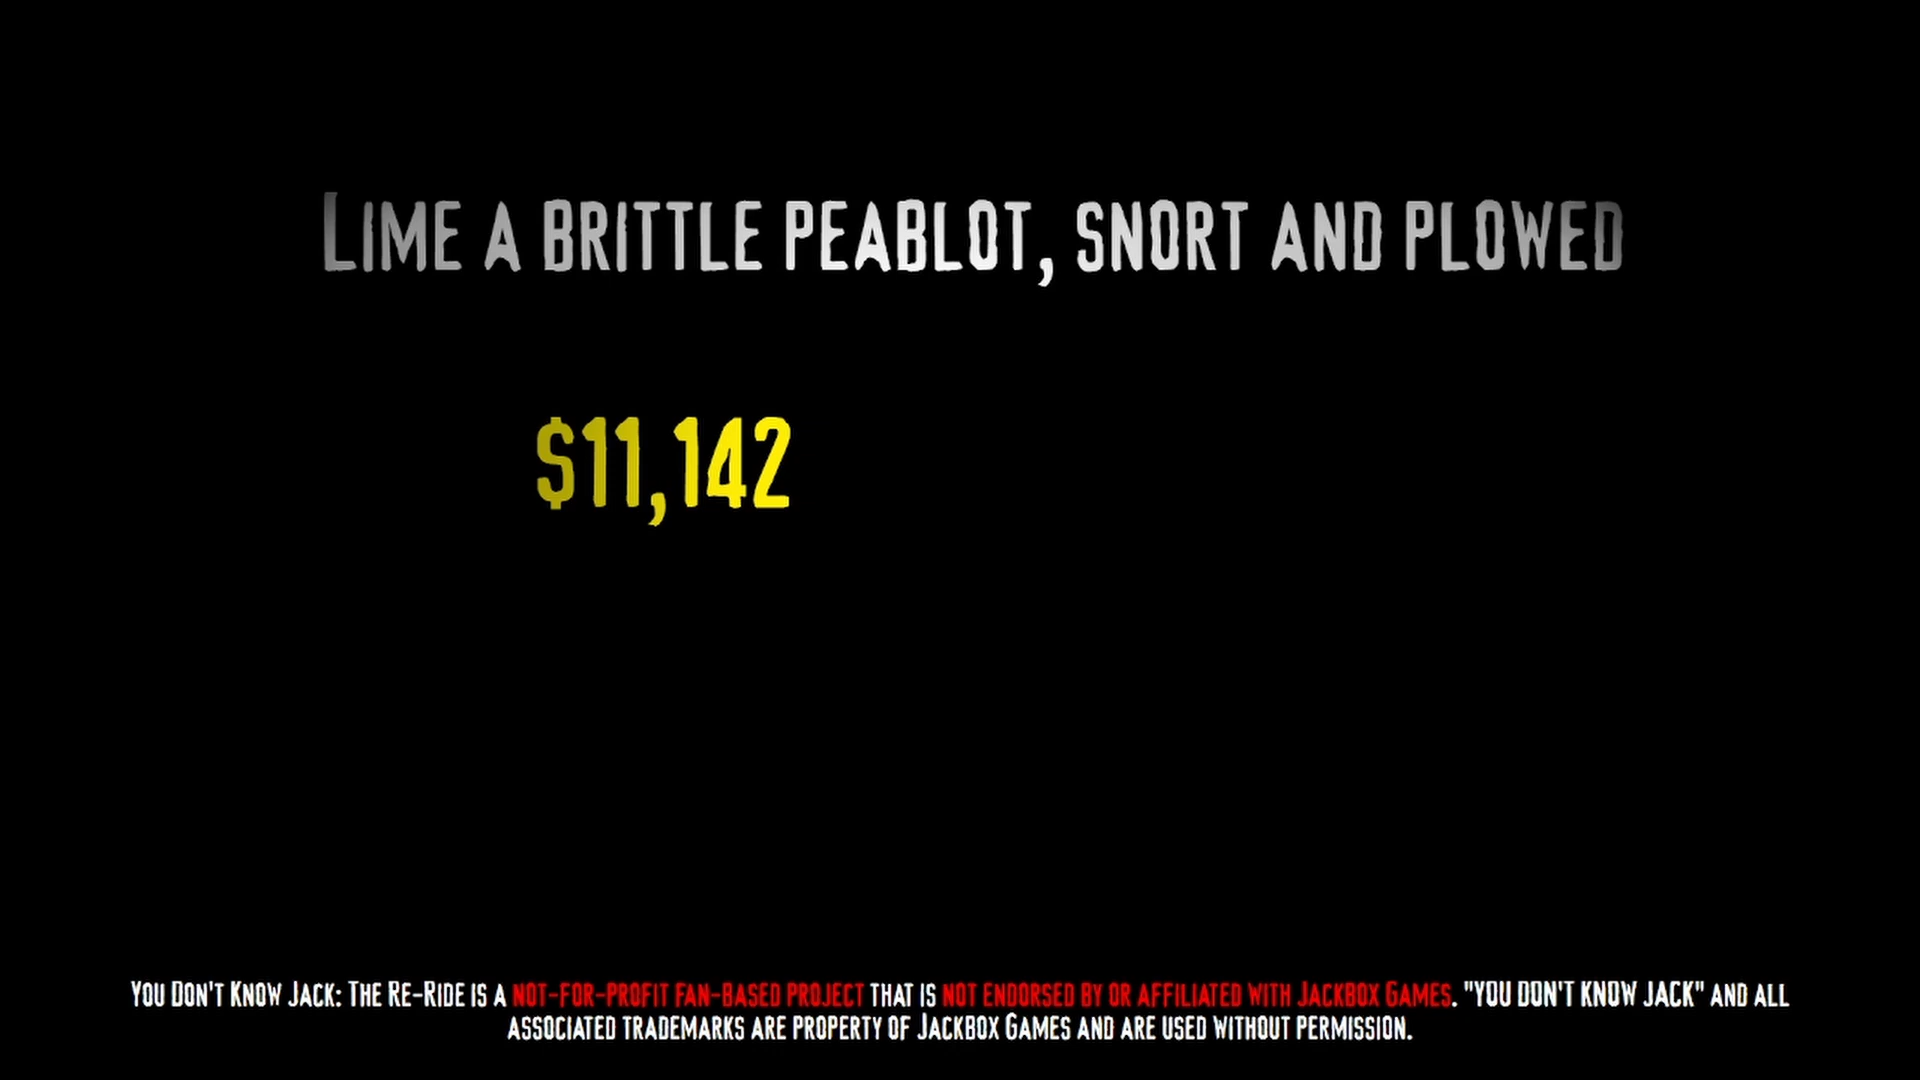 Lime a brittle peablot, snort and plowed
$11,142
You Don't Know Jack: The Re-Ride is a not-for-profit fan-based project that is not endorsed by or affiliated with Jackbox Games. "YOU DON'T KNOW JACK" and all
associated trademarks are property of Jackbox Games and are used without permission.